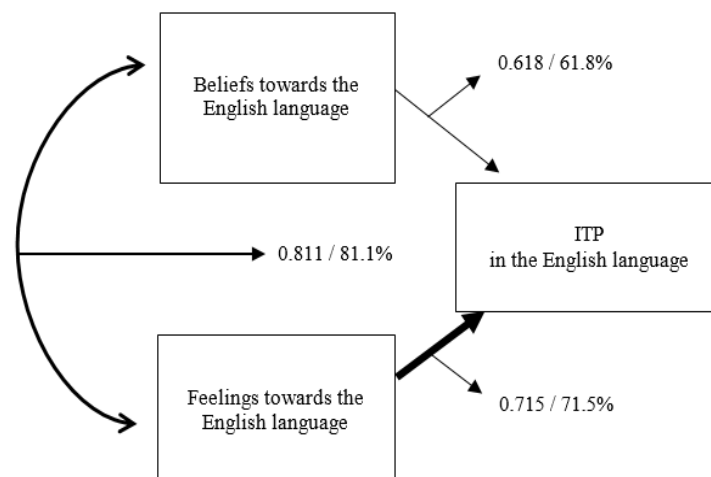 Beliefs towards the
English language
0.618 / 61.8%
ITP
in the English language
0.811 / 81.1%
Feelings towards the
English language
0.715 / 71.5%